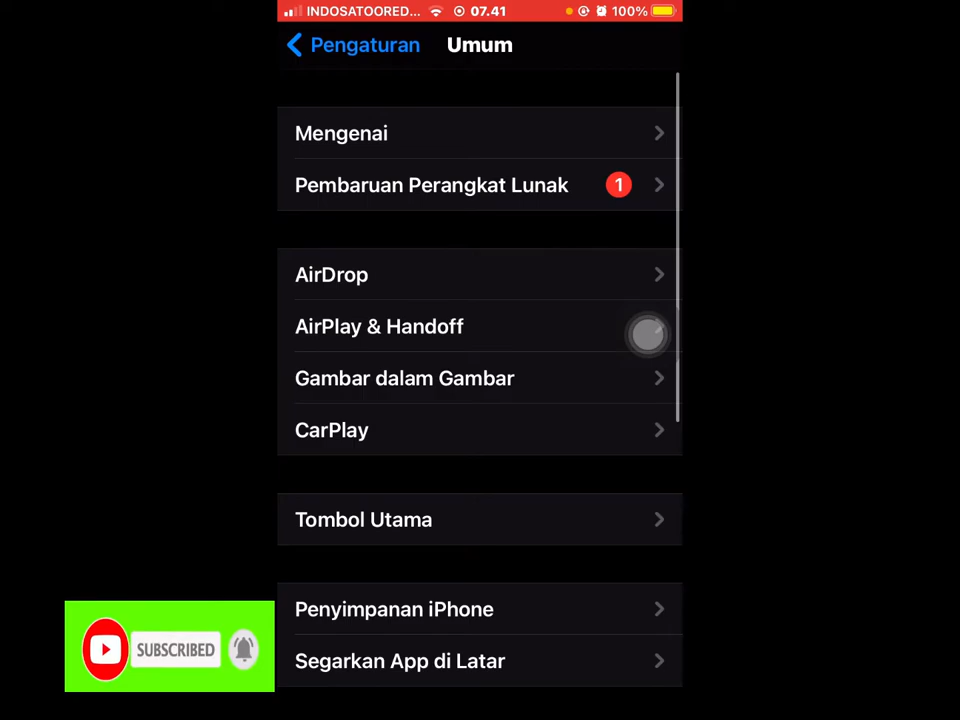 INDOSATOORED... 07.41 100%
Pengaturan Umum
Mengenai
Pembaruan Perangkat Lunak 1
AirDrop
AirPlay & Handoff
Gambar dalam Gambar
CarPlay
Tombol Utama
Penyimpanan iPhone
Segarkan App di Latar
SUBSCRIBED